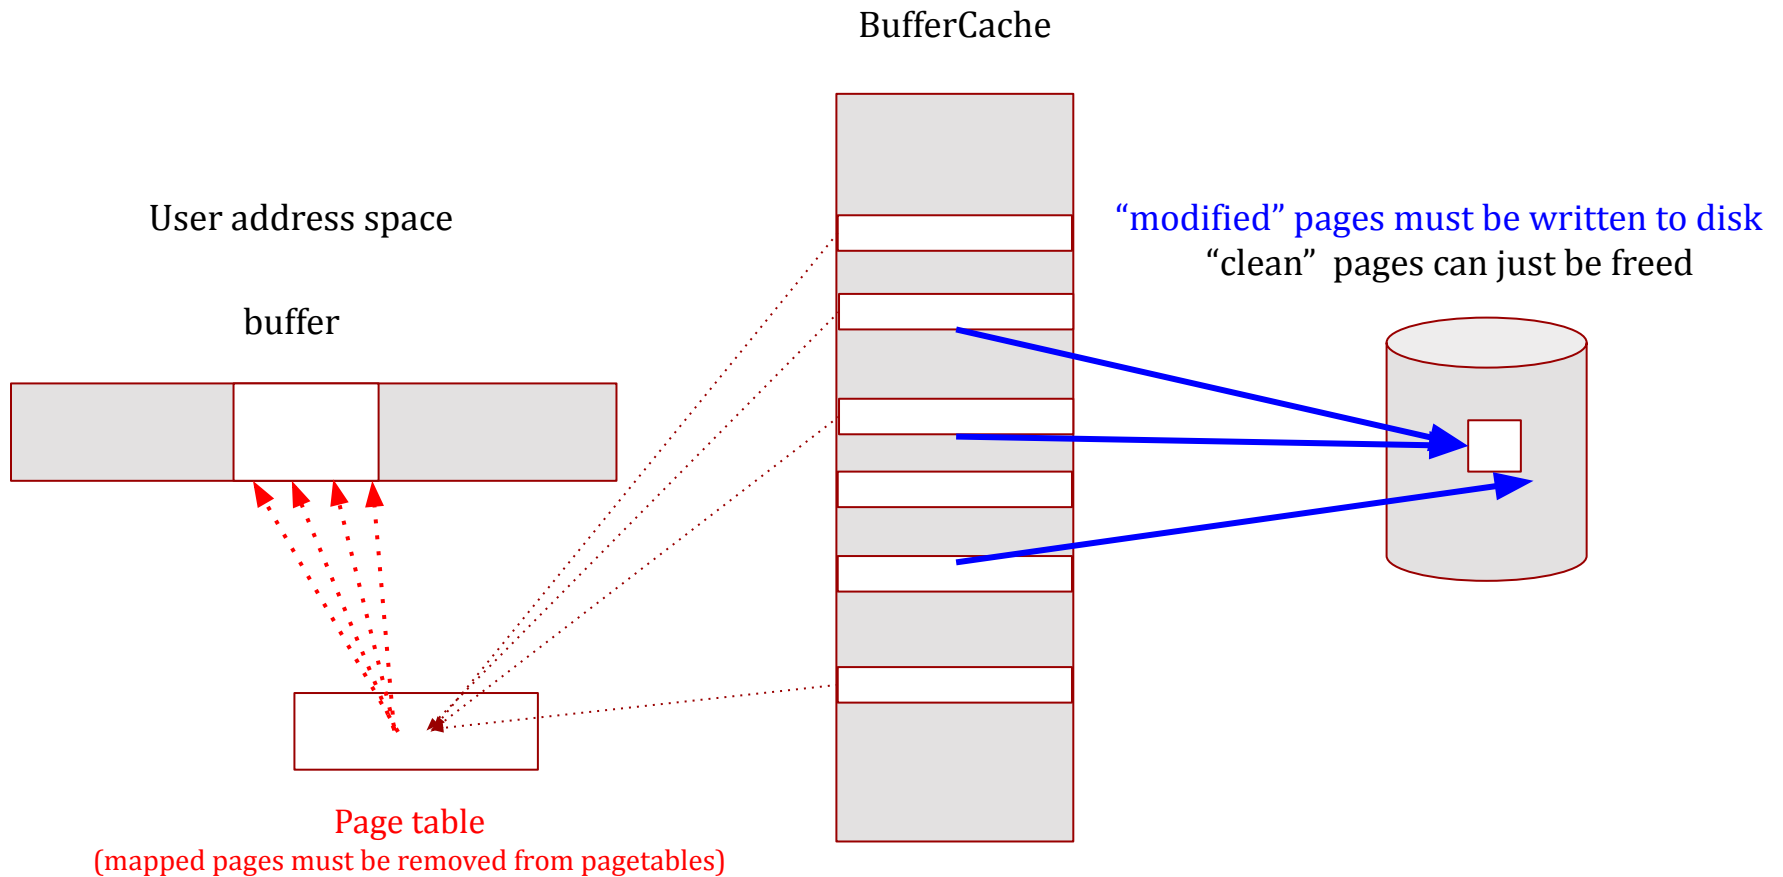 BufferCache
User address space
buffer
“modified” pages must be written to disk
“clean” pages can just be freed
Page table
(mapped pages must be removed from pagetables)